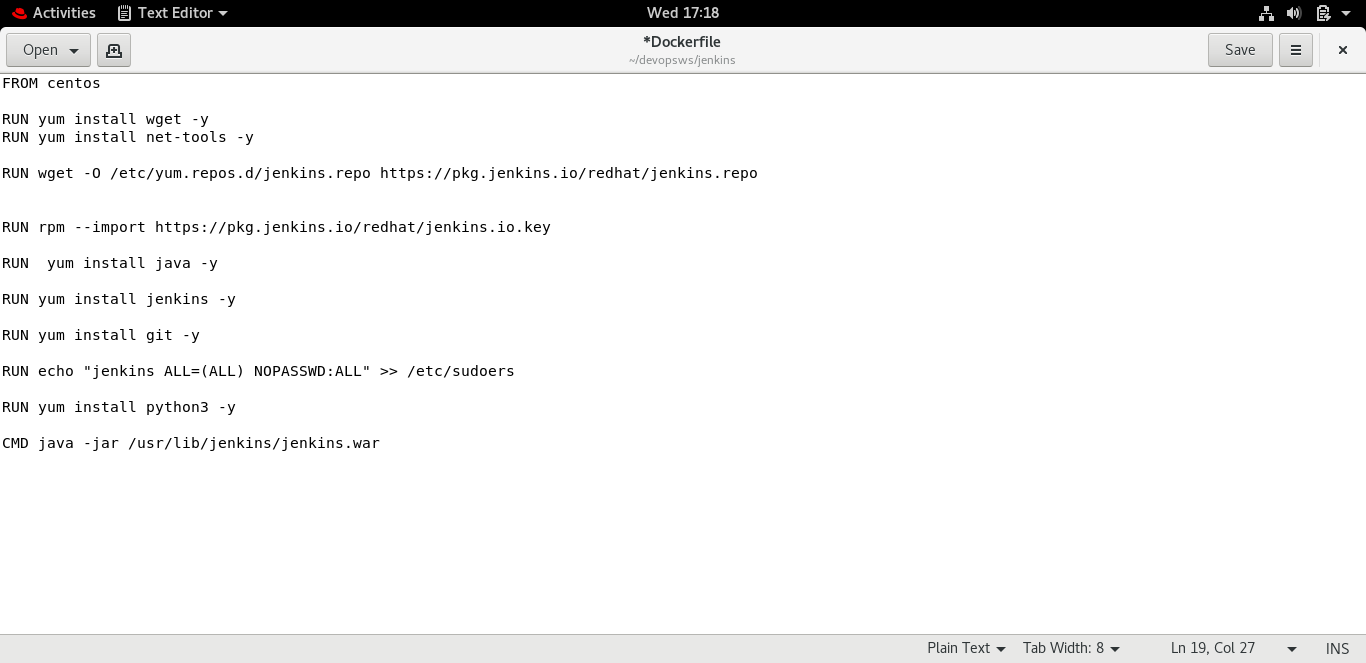 Activities Text Editor Wed 17:18
Open *Dockerfile Save
~/devopsws/jenkins
FROM centos
RUN yum install wget -y
RUN yum install net-tools -y
RUN wget -O /etc/yum.repos.d/jenkins.repo https://pkg.jenkins.io/redhat/jenkins.repo
RUN rpm --import https://pkg.jenkins.io/redhat/jenkins.io.key
RUN  yum install java -y
RUN yum install jenkins -y
RUN yum install git -y
RUN echo "jenkins ALL=(ALL) NOPASSWD:ALL" >> /etc/sudoers
RUN yum install python3 -y
CMD java -jar /usr/lib/jenkins/jenkins.war
Plain Text Tab Width: 8 Ln 19, Col 27 INS